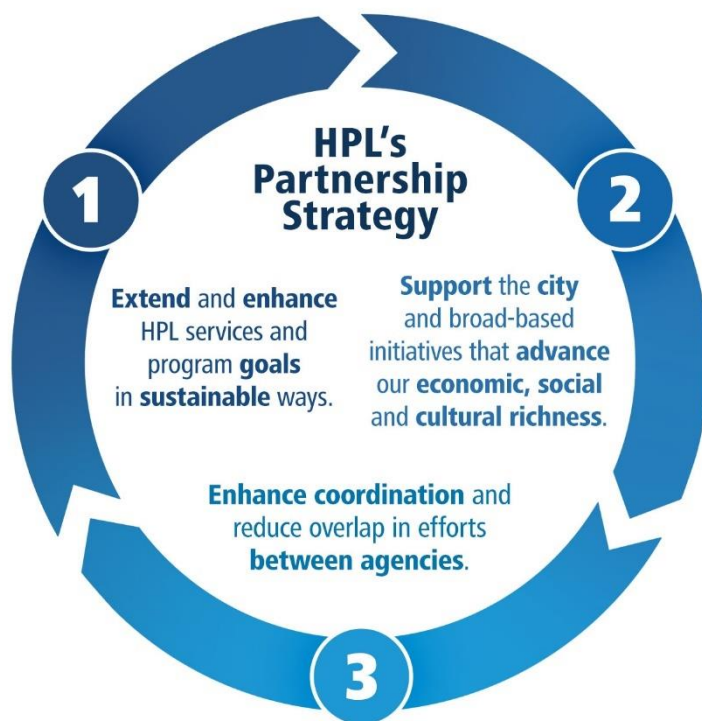 HPL's
Partnership
Strategy
1
Extend and enhance
HPL services and
program goals
in sustainable ways.
2
Support the city
and broad-based
initiatives that advance
our economic, social
and cultural richness.
Enhance coordination and
reduce overlap in efforts
between agencies.
3